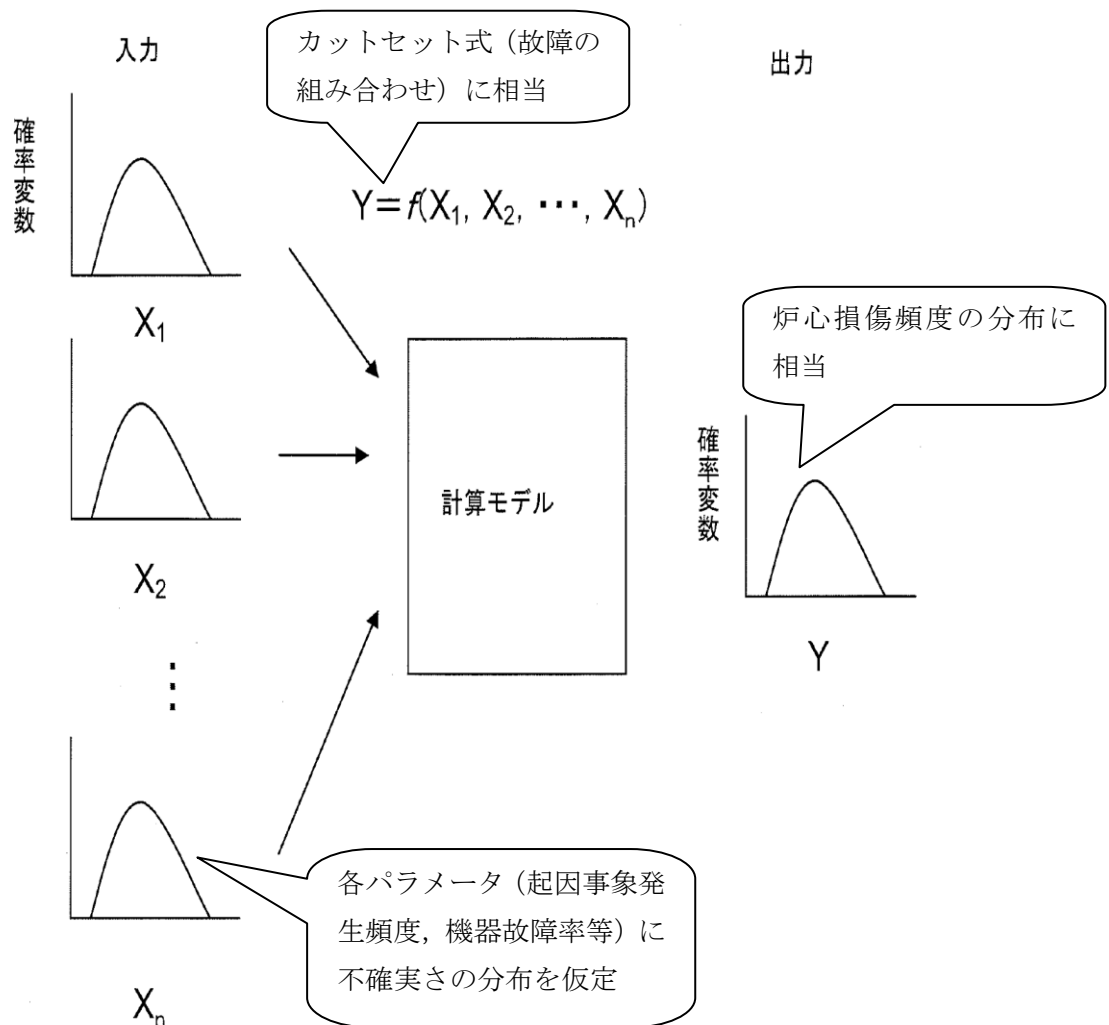 入力
カットセット式（故障の
組み合わせ）に相当
出力
確率変数
Y=f(X1, X2, ･･･, Xn)
X1
炉心損傷頻度の分布に
相当
確率変数
計算モデル
X2
Y
⋮
各パラメータ（起因事象発
生頻度, 機器故障率等）に
不確実さの分布を仮定
Xn